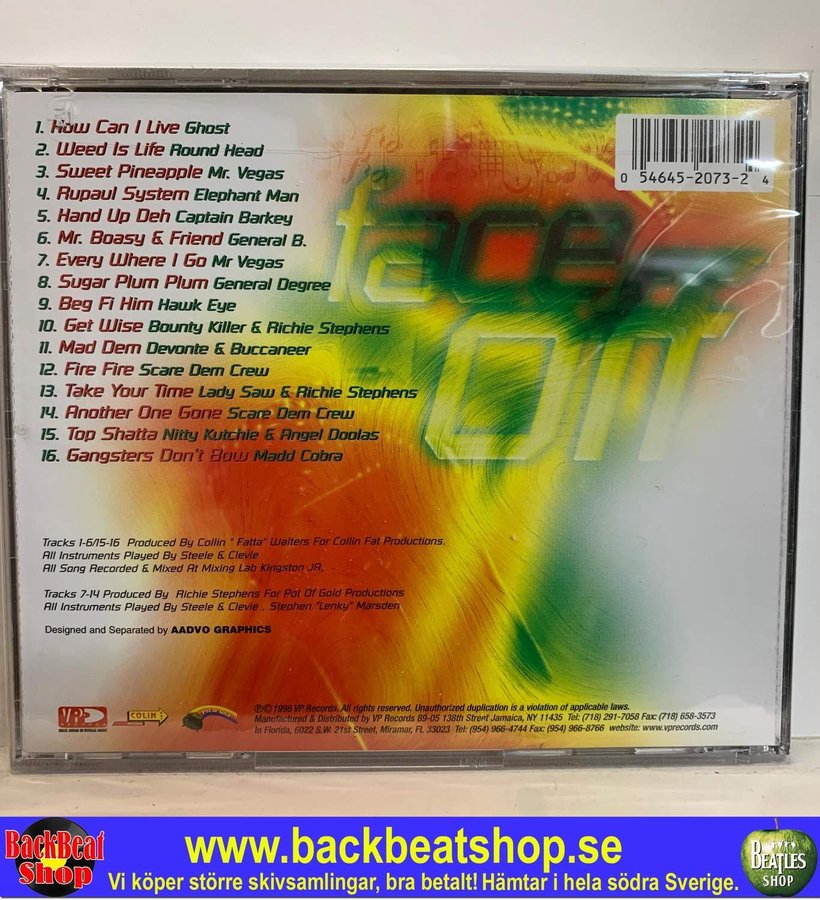 1. How Can I Live Ghost
2. Weed Is Life Round Head
3. Sweet Pineapple Mr. Vegas
4. Rupaul System Elephant Man
5. Hand Up Deh Captain Barkey
6. Mr. Boasy & Friend General B.
7. Every Where I Go Mr Vegas
8. Sugar Plum Plum General Degree
9. Beg Fi Him Hawk Eye
10. Get Wise Bounty Killer & Richie Stephens
11. Mad Dem Devonte & Buccaneer
12. Fire Fire Scare Dem Crew
13. Take Your Time Lady Saw & Richie Stephens
14. Another One Gone Scare Dem Crew
15. Top Shatta Nitty Kutchie & Angel Doolas
16. Gangsters Don't Bow Madd Cobra
0 54645-2073-2 4
face
Off
Tracks 1-6/15-16 Produced By Collin " Fatta" Walters For Collin Fat Productions.
All Instruments Played By Steele & Clevie
All Song Recorded & Mixed At Mixing Lab Kingston JA,
Tracks 7-14 Produced By Richie Stephens For Pot Of Gold Productions
All Instruments Played By Steele & Clevie , Stephen "Lenky" Marsden
Designed and Separated by AADVO GRAPHICS
VP
RECORDS
MILES AHEAD IN REGGAE MUSIC
COLIN
℗©1998 VP Records. All rights reserved. Unauthorized duplication is a violation of applicable laws.
Manufactured & Distributed by VP Records 89-05 138th Street Jamaica, NY 11435 Tel: (718) 291-7058 Fax: (718) 658-3573
In Florida, 6022 S.W. 21st Street, Miramar, FL 33023 Tel: (954) 966-4744 Fax: (954) 966-8766 website: www.vprecords.com
BackBeat
Shop
www.backbeatshop.se
Vi köper större skivsamlingar, bra betalt! Hämtar i hela södra Sverige.
BEATLES
SHOP